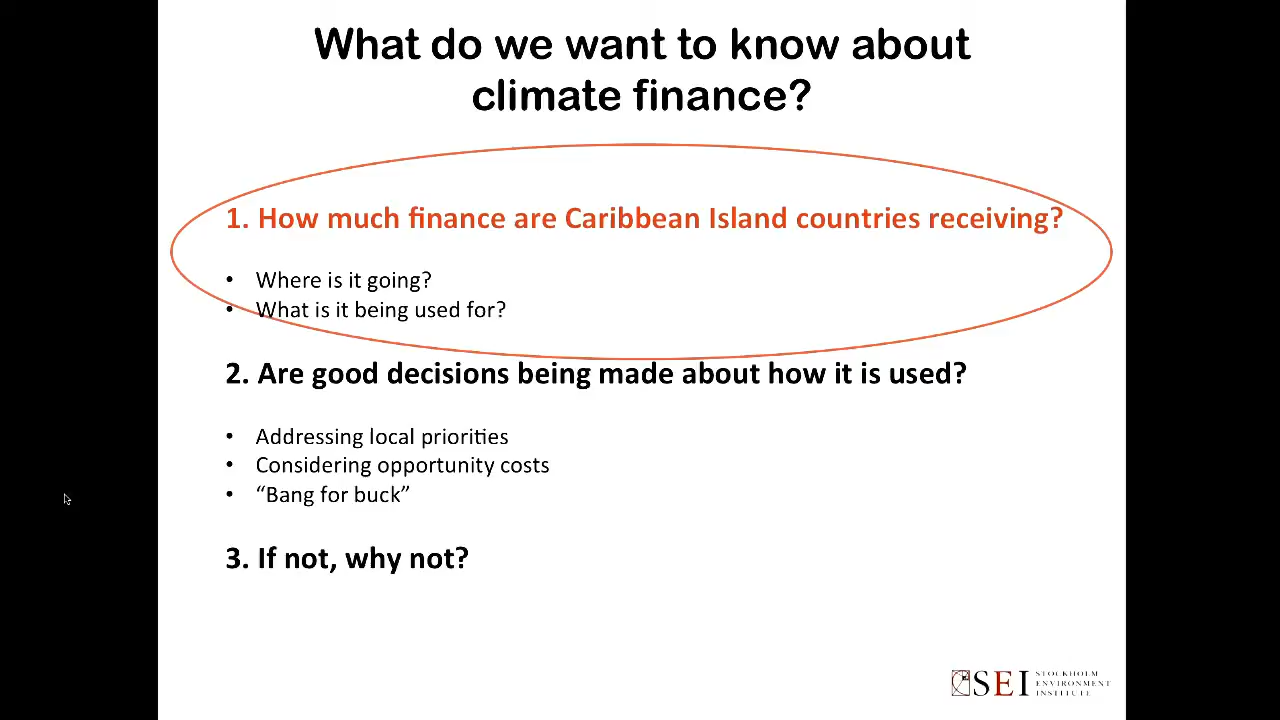 What do we want to know about
climate finance?
1. How much finance are Caribbean Island countries receiving?
• Where is it going?
• What is it being used for?
2. Are good decisions being made about how it is used?
• Addressing local priorities
• Considering opportunity costs
• “Bang for buck”
3. If not, why not?
SEI STOCKHOLM
ENVIRONMENT
INSTITUTE